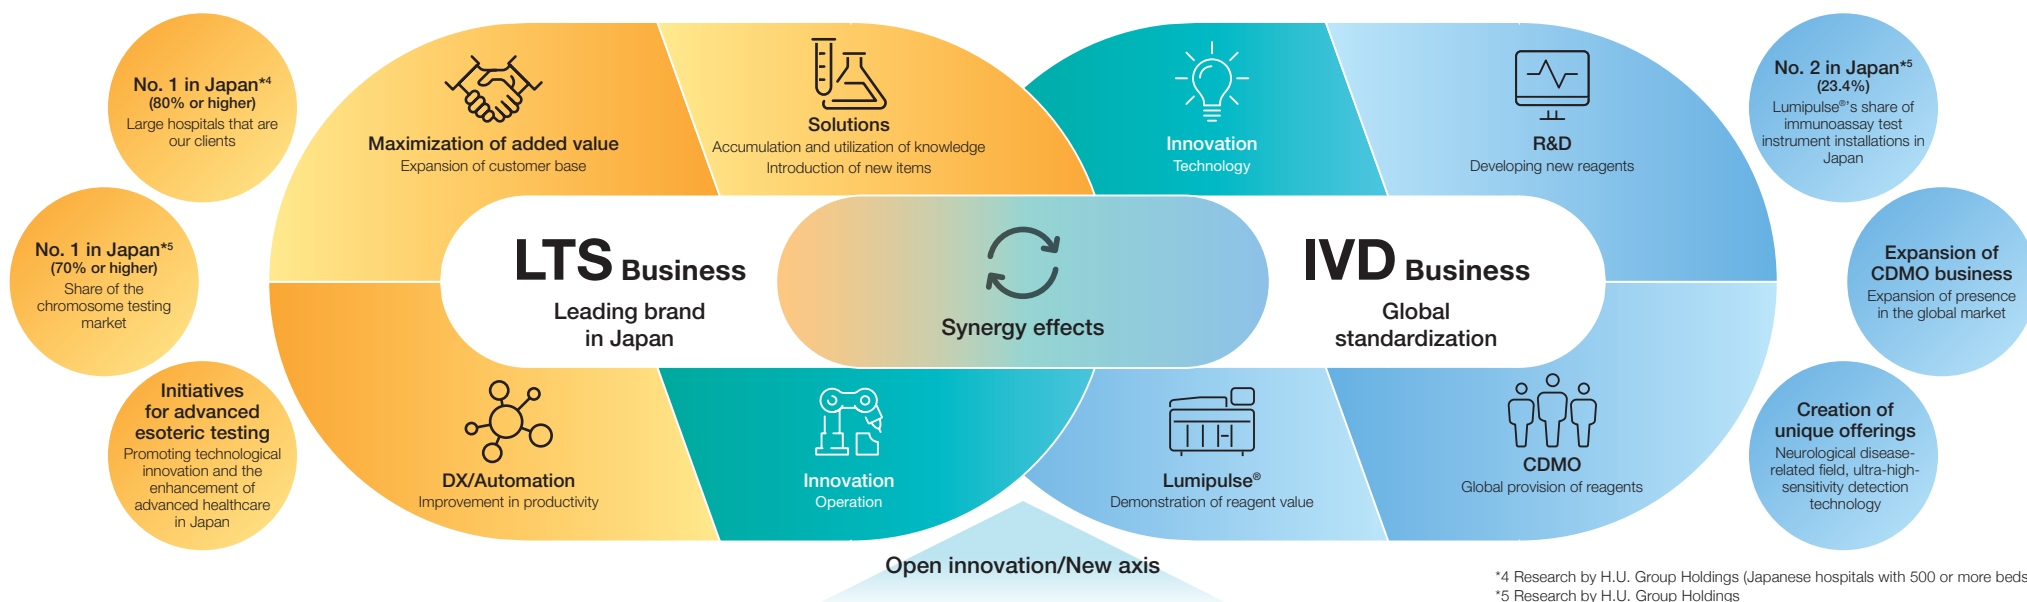 No. 1 in Japan*4
(80% or higher)
Large hospitals that are
our clients
No. 1 in Japan*5
(70% or higher)
Share of the
chromosome testing
market
Initiatives
for advanced
esoteric testing
Promoting technological
innovation and the
enhancement of
advanced healthcare
in Japan
Maximization of added value
Expansion of customer base
Solutions
Accumulation and utilization of knowledge
Introduction of new items
Innovation
Technology
R&D
Developing new reagents
LTS Business
Leading brand
in Japan
Synergy effects
IVD Business
Global
standardization
DX/Automation
Improvement in productivity
Innovation
Operation
Lumipulse®
Demonstration of reagent value
CDMO
Global provision of reagents
Open innovation/New axis
No. 2 in Japan*5
(23.4%)
Lumipulse®'s share of
immunoassay test
instrument installations in
Japan
Expansion of
CDMO business
Expansion of presence
in the global market
Creation of
unique offerings
Neurological disease-
related field, ultra-high-
sensitivity detection
technology
*4 Research by H.U. Group Holdings (Japanese hospitals with 500 or more beds
*5 Research by H.U. Group Holdings